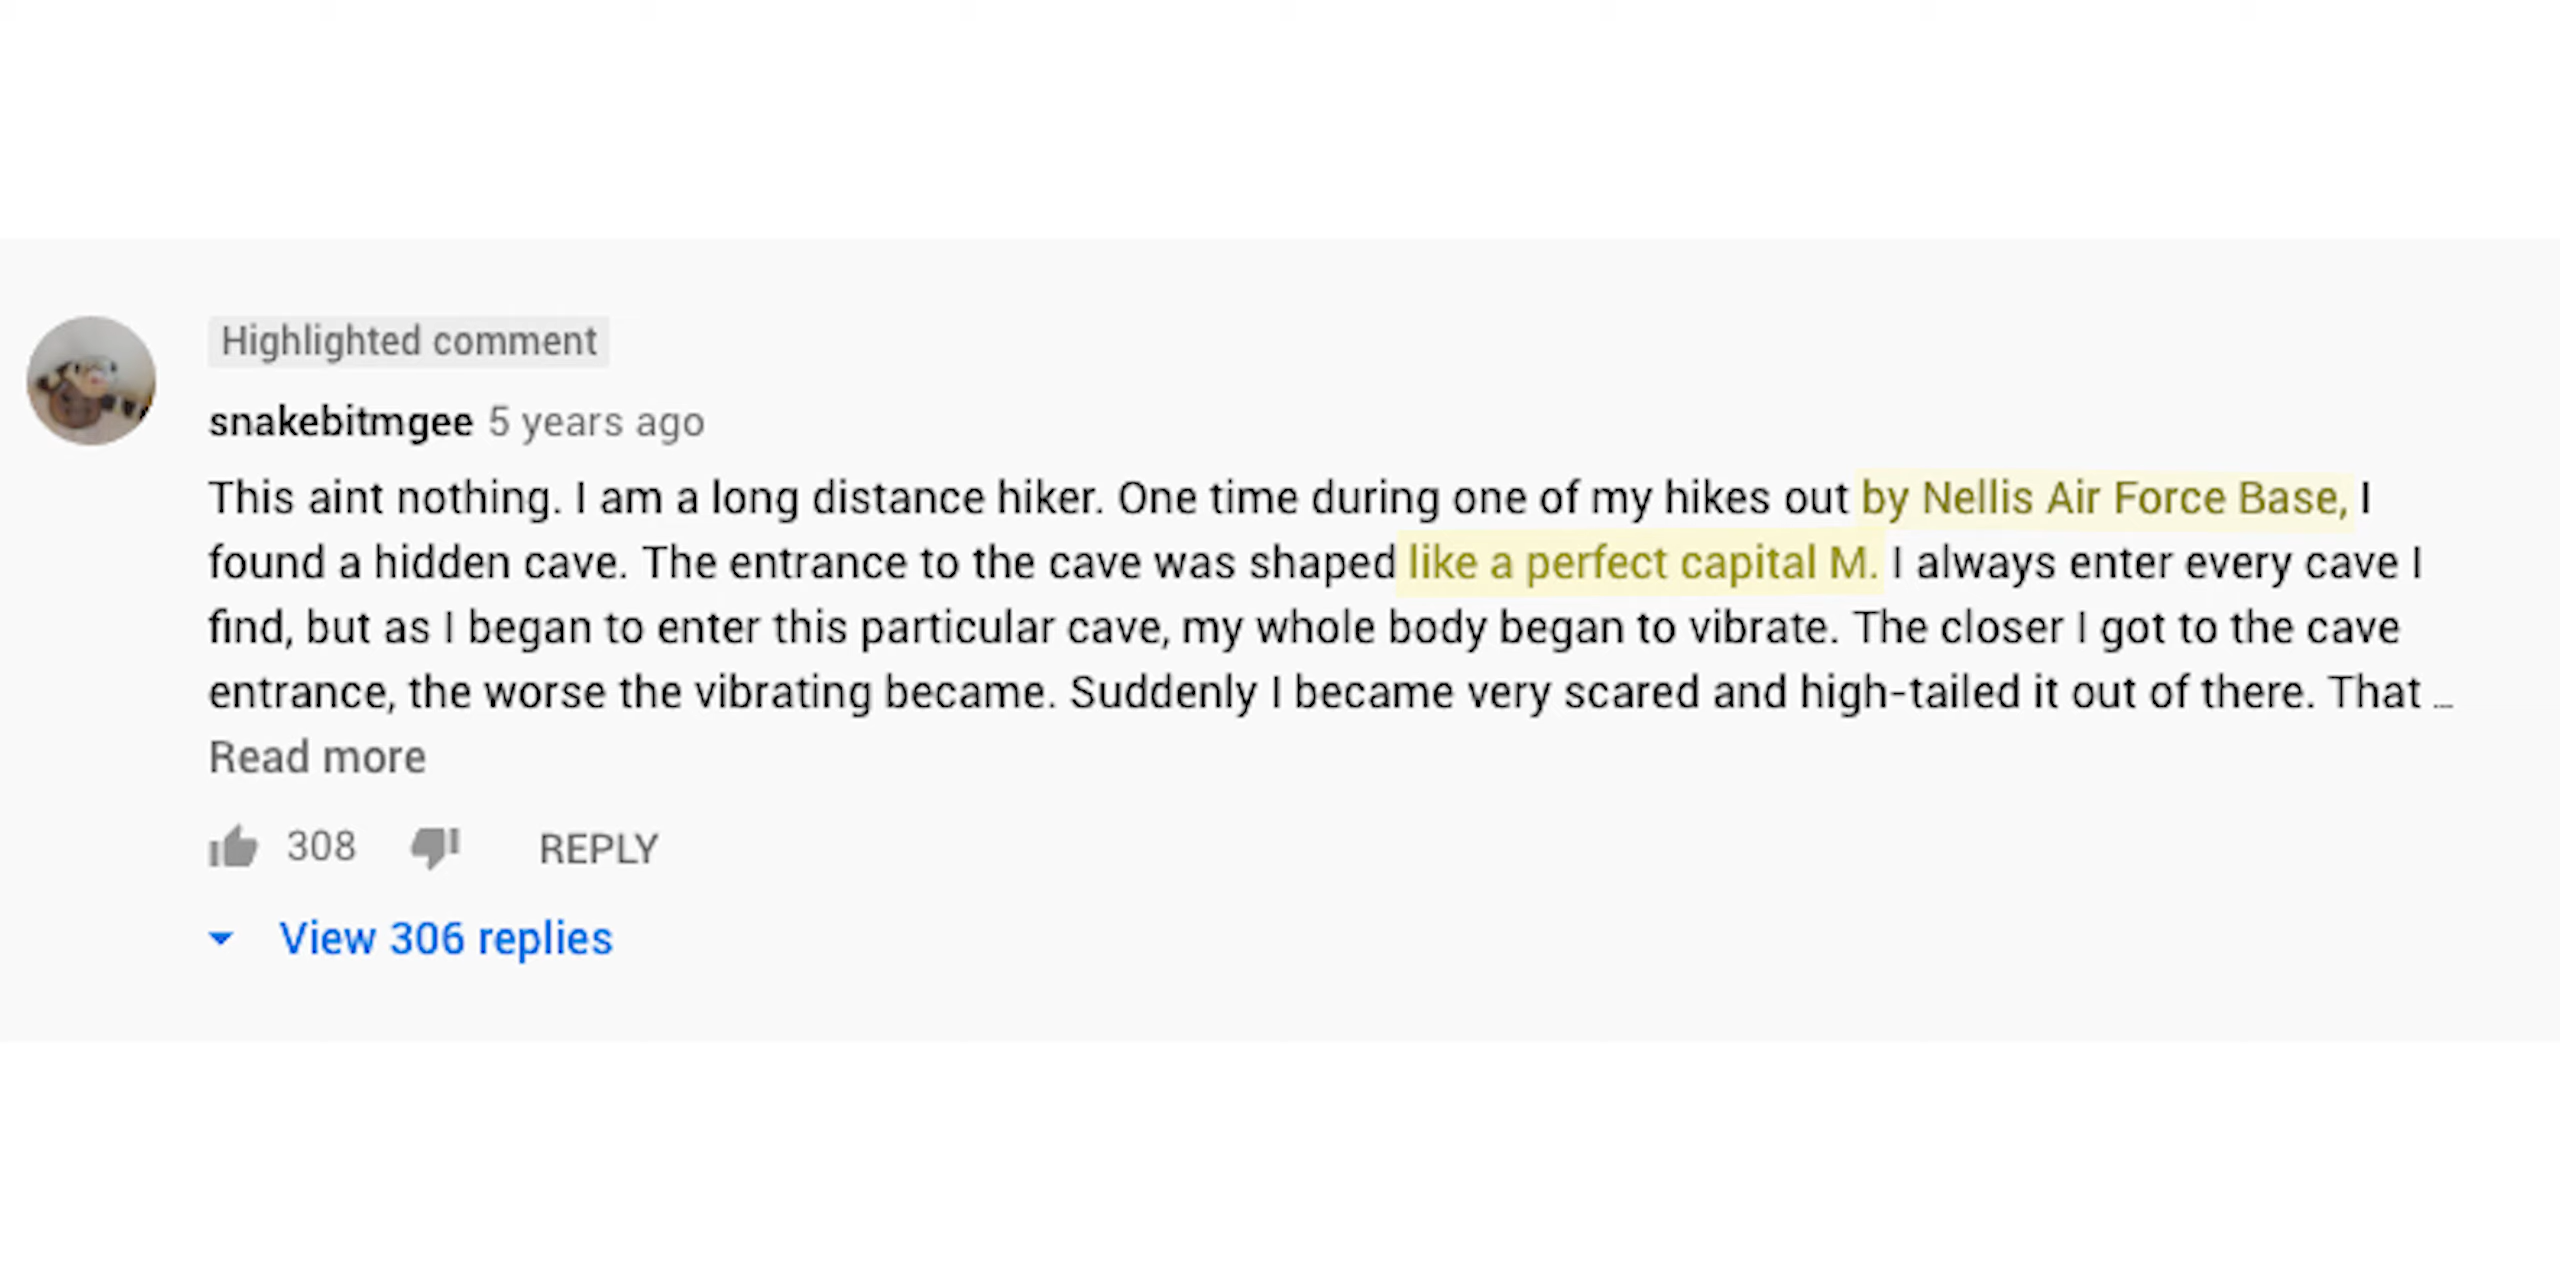 Highlighted comment
snakebitmgee 5 years ago
This aint nothing. I am a long distance hiker. One time during one of my hikes out by Nellis Air Force Base, I
found a hidden cave. The entrance to the cave was shaped like a perfect capital M. I always enter every cave I
find, but as I began to enter this particular cave, my whole body began to vibrate. The closer I got to the cave
entrance, the worse the vibrating became. Suddenly I became very scared and high-tailed it out of there. That ...
Read more
308 REPLY
View 306 replies